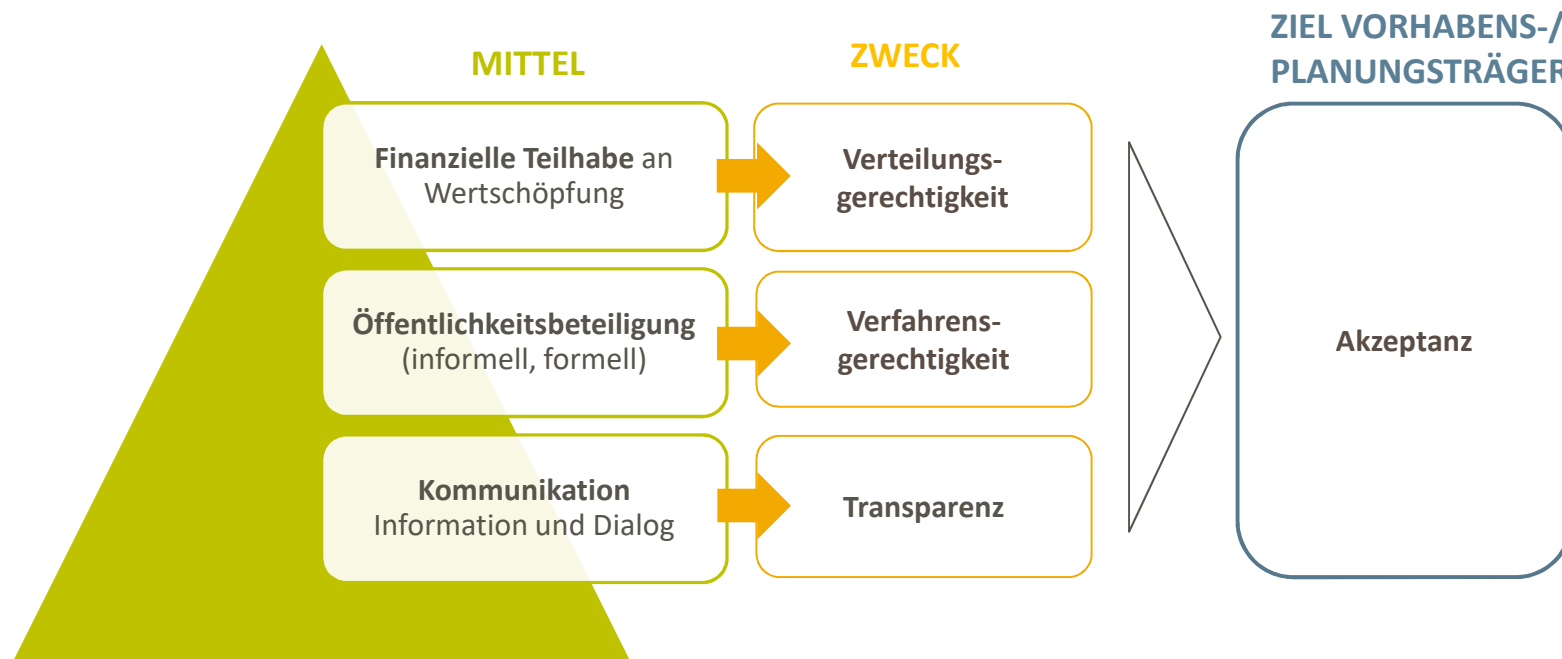 MITTEL
ZWECK
ZIEL VORHABENS-/
PLANUNGSTRÄGER
Finanzielle Teilhabe an
Wertschöpfung
Verteilungs-
gerechtigkeit
Öffentlichkeitsbeteiligung
(informell, formell)
Verfahrens-
gerechtigkeit
Akzeptanz
Kommunikation
Information und Dialog
Transparenz